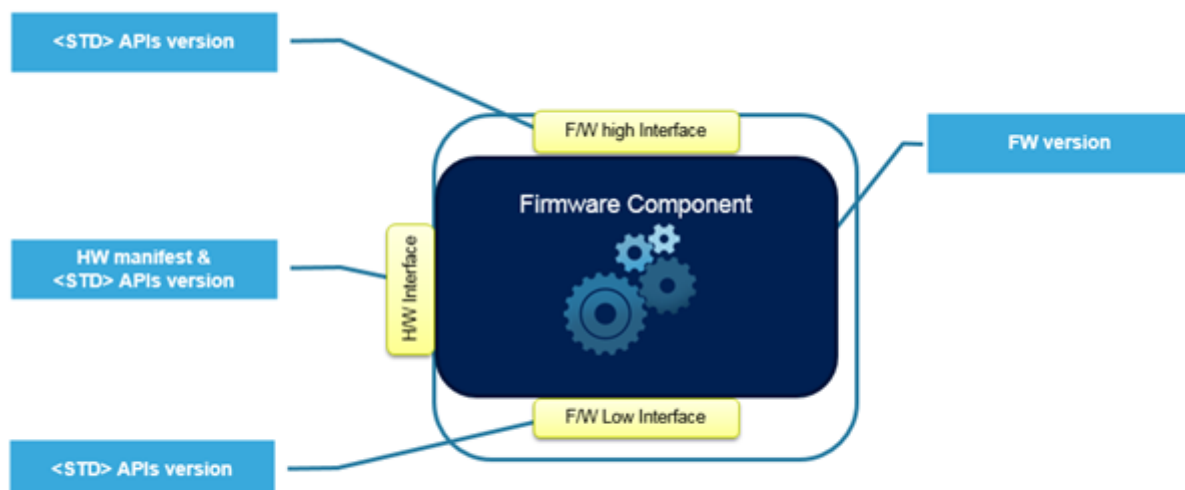 <STD> APIs version
F/W high Interface
FW version
Firmware Component
HW manifest &
<STD> APIs version
H/W Interface
F/W Low Interface
<STD> APIs version